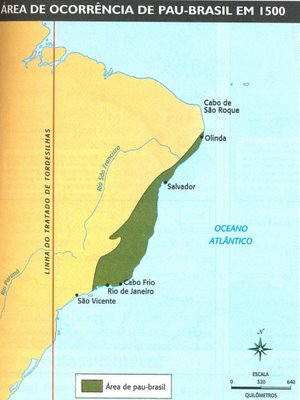 ÁREA DE OCORRÊNCIA DE PAU-BRASIL EM 1500
Cabo de
São Roque
Olinda
Rio São Francisco
Salvador
LINHA DO TRATADO DE TORDESILHAS
OCEANO
ATLÂNTICO
Rio Paraná
Cabo Frio
Rio de Janeiro
São Vicente
N
ESCALA
0 320 640
QUILÔMETROS
Área de pau-brasil